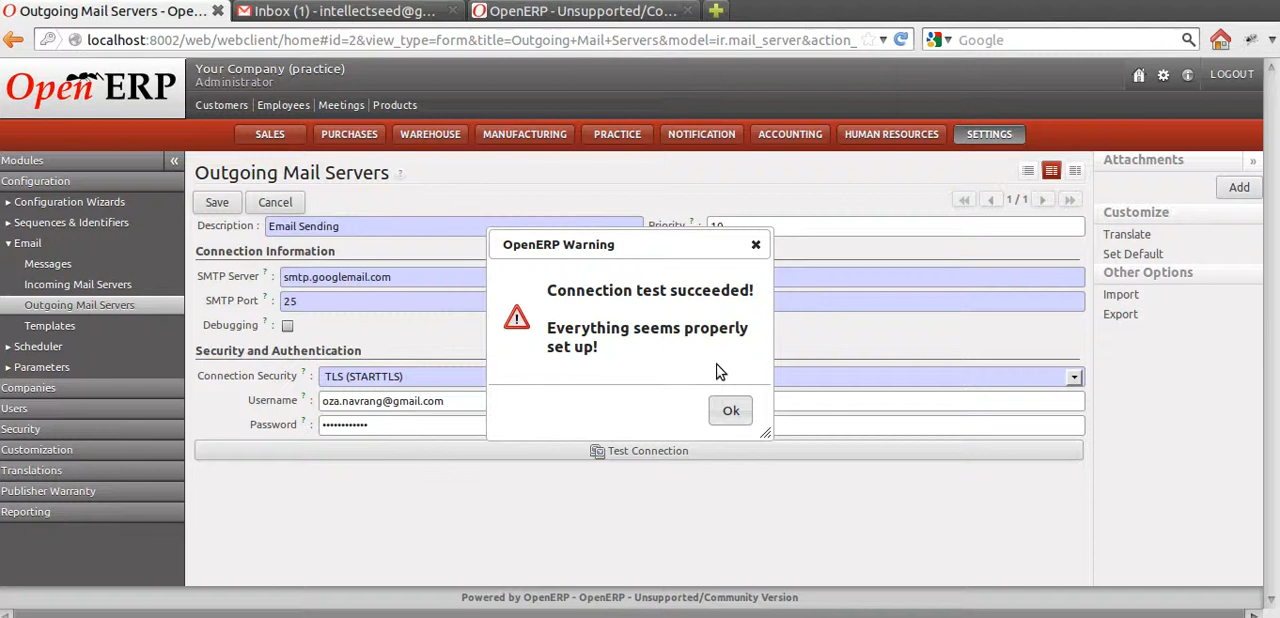 Outgoing Mail Servers - Ope...
Inbox (1) - intellectseed@g...
OpenERP - Unsupported/Co...
localhost:8002/web/webclient/home#id=2&view_type=form&title=Outgoing+Mail+Servers&model=ir.mail_server&action_
Google
Open ERP
Your Company (practice)
Administrator
LOGOUT
Customers | Employees | Meetings | Products
SALES PURCHASES WAREHOUSE MANUFACTURING PRACTICE NOTIFICATION ACCOUNTING HUMAN RESOURCES SETTINGS
Modules «
Configuration
Configuration Wizards
Sequences & Identifiers
Email
Messages
Incoming Mail Servers
Outgoing Mail Servers
Templates
Scheduler
Parameters
Companies
Users
Security
Customization
Translations
Publisher Warranty
Reporting
Outgoing Mail Servers ?
Save Cancel
1 / 1
Description : Email Sending
Priority ? 10
Connection Information
SMTP Server ? : smtp.googlemail.com
SMTP Port ? : 25
Debugging ? :
Security and Authentication
Connection Security ? : TLS (STARTTLS)
Username ? : oza.navrang@gmail.com
Password ? : ••••••••••••
Test Connection
OpenERP Warning
Connection test succeeded!
Everything seems properly
set up!
Ok
Attachments »
Add
Customize
Translate
Set Default
Other Options
Import
Export
Powered by OpenERP - OpenERP - Unsupported/Community Version